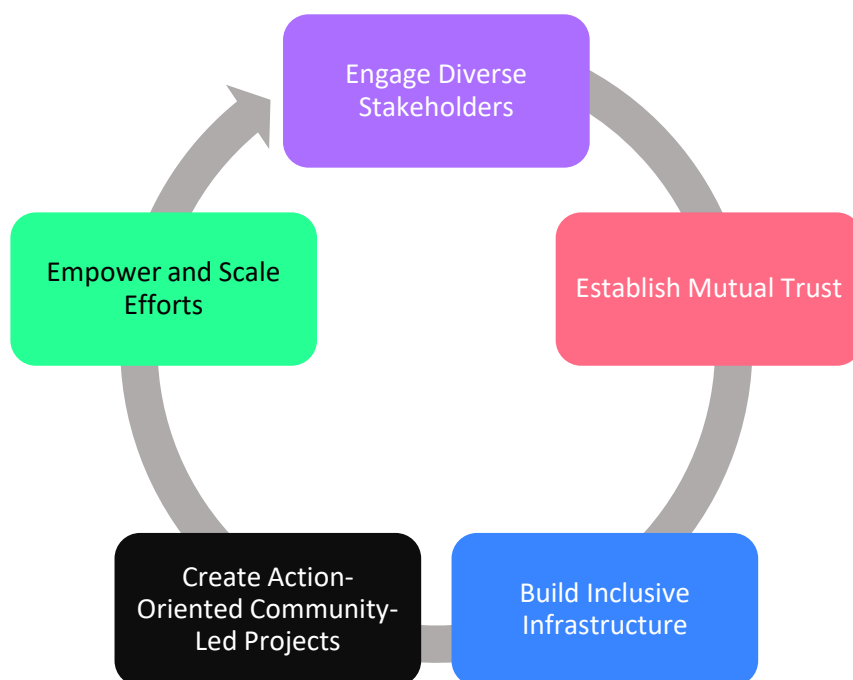 Engage Diverse
Stakeholders
Establish Mutual Trust
Build Inclusive
Infrastructure
Create Action-
Oriented Community-
Led Projects
Empower and Scale
Efforts